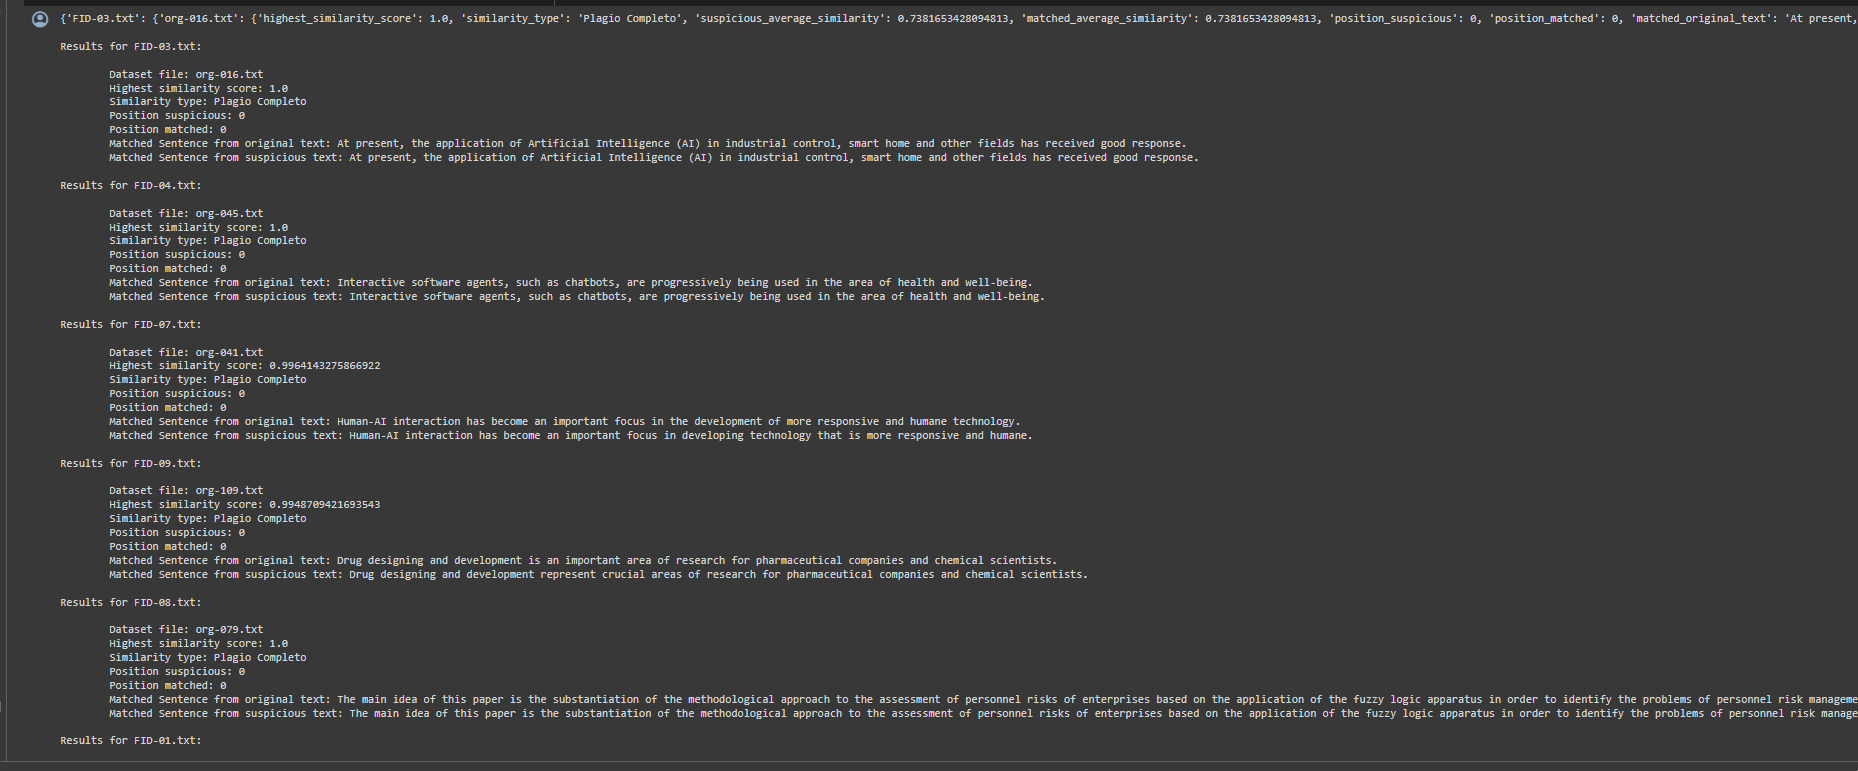 {'FID-03.txt': {'org-016.txt': {'highest_similarity_score': 1.0, 'similarity_type': 'Plagio Completo', 'suspicious_average_similarity': 0.7381653428094813, 'matched_average_similarity': 0.7381653428094813, 'position_suspicious': 0, 'position_matched': 0, 'matched_original_text': 'At present,
Results for FID-03.txt:
Dataset file: org-016.txt
Highest similarity score: 1.0
Similarity type: Plagio Completo
Position suspicious: 0
Position matched: 0
Matched Sentence from original text: At present, the application of Artificial Intelligence (AI) in industrial control, smart home and other fields has received good response.
Matched Sentence from suspicious text: At present, the application of Artificial Intelligence (AI) in industrial control, smart home and other fields has received good response.
Results for FID-04.txt:
Dataset file: org-045.txt
Highest similarity score: 1.0
Similarity type: Plagio Completo
Position suspicious: 0
Position matched: 0
Matched Sentence from original text: Interactive software agents, such as chatbots, are progressively being used in the area of health and well-being.
Matched Sentence from suspicious text: Interactive software agents, such as chatbots, are progressively being used in the area of health and well-being.
Results for FID-07.txt:
Dataset file: org-041.txt
Highest similarity score: 0.9964143275866922
Similarity type: Plagio Completo
Position suspicious: 0
Position matched: 0
Matched Sentence from original text: Human-AI interaction has become an important focus in the development of more responsive and humane technology.
Matched Sentence from suspicious text: Human-AI interaction has become an important focus in developing technology that is more responsive and humane.
Results for FID-09.txt:
Dataset file: org-109.txt
Highest similarity score: 0.9948709421693543
Similarity type: Plagio Completo
Position suspicious: 0
Position matched: 0
Matched Sentence from original text: Drug designing and development is an important area of research for pharmaceutical companies and chemical scientists.
Matched Sentence from suspicious text: Drug designing and development represent crucial areas of research for pharmaceutical companies and chemical scientists.
Results for FID-08.txt:
Dataset file: org-079.txt
Highest similarity score: 1.0
Similarity type: Plagio Completo
Position suspicious: 0
Position matched: 0
Matched Sentence from original text: The main idea of this paper is the substantiation of the methodological approach to the assessment of personnel risks of enterprises based on the application of the fuzzy logic apparatus in order to identify the problems of personnel risk manageme
Matched Sentence from suspicious text: The main idea of this paper is the substantiation of the methodological approach to the assessment of personnel risks of enterprises based on the application of the fuzzy logic apparatus in order to identify the problems of personnel risk manage
Results for FID-01.txt: